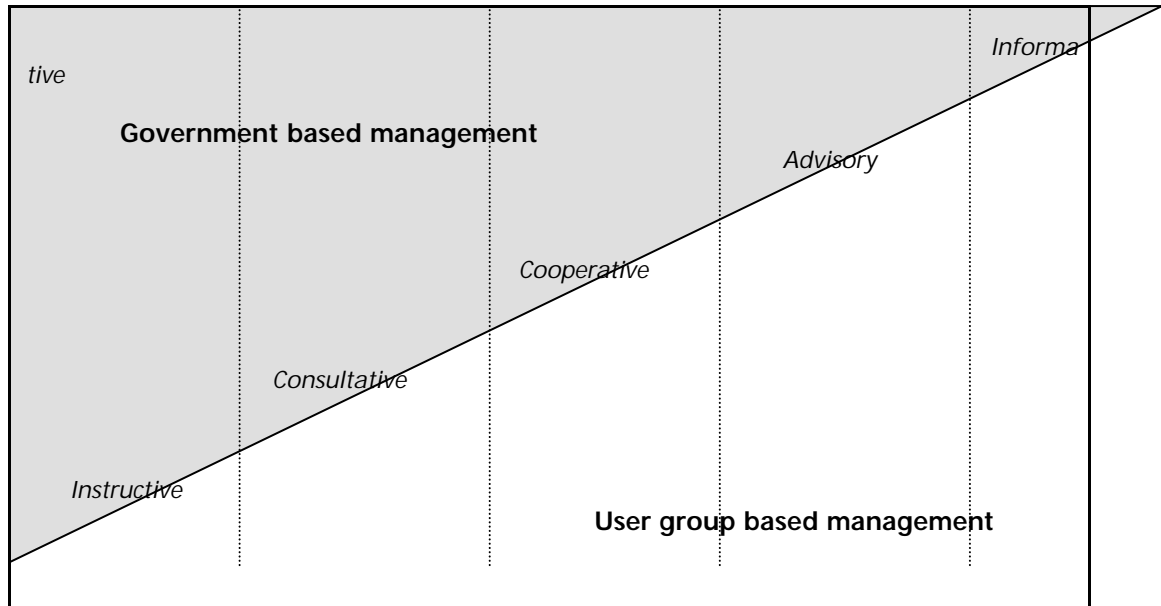 Informa
tive
Government based management
Advisory
Cooperative
Consultative
Instructive
User group based management